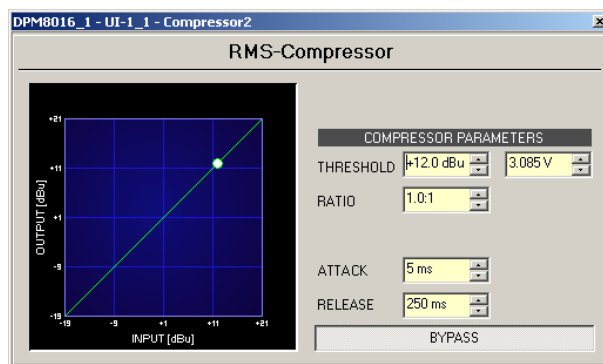 DPM8016_1 - UI-1_1 - Compressor2
RMS-Compressor
+21
+11
+1
-9
-19
OUTPUT [dBu]
-19 -9 +1 +11 +21
INPUT [dBu]
COMPRESSOR PARAMETERS
THRESHOLD +12.0 dBu 3.085 V
RATIO 1.0:1
ATTACK 5 ms
RELEASE 250 ms
BYPASS